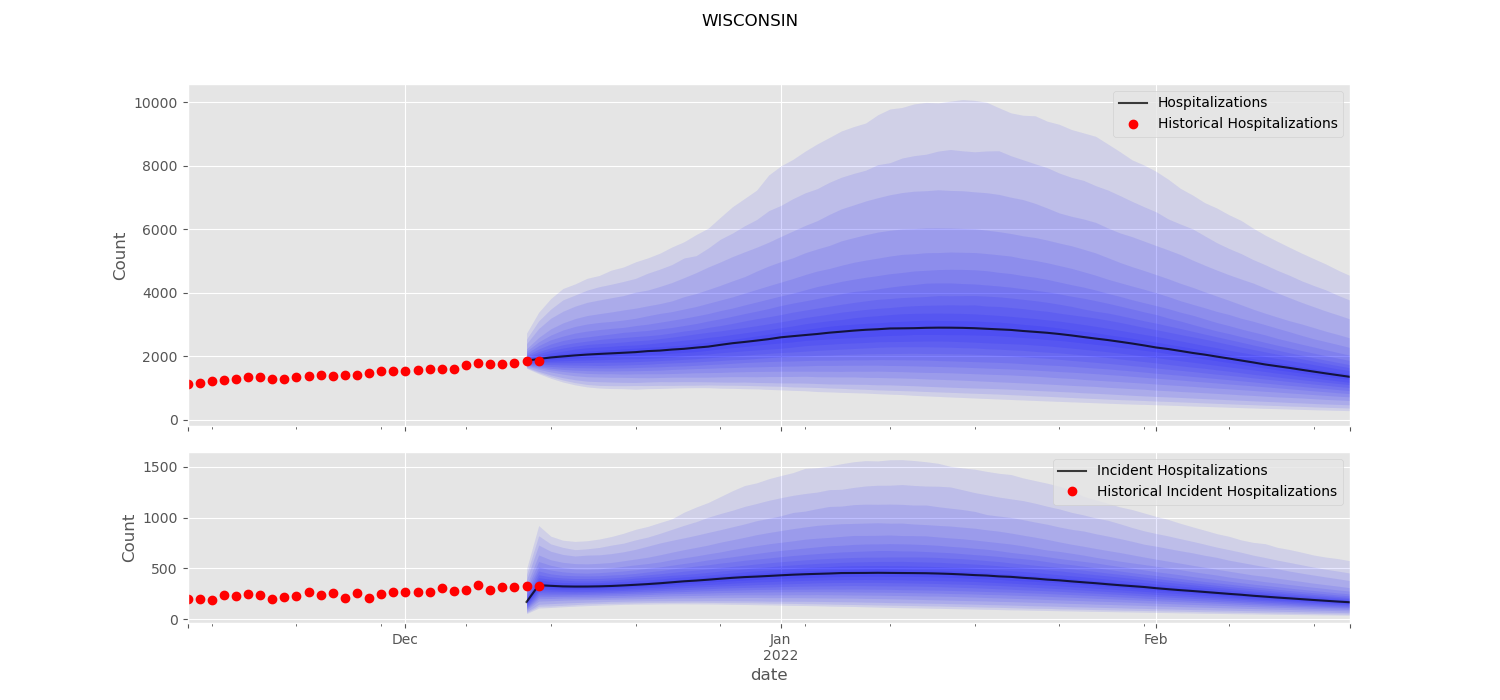 WISCONSIN
10000
8000
6000
4000
2000
0
Count
Hospitalizations
Historical Hospitalizations
1500
1000
500
0
Count
Incident Hospitalizations
Historical Incident Hospitalizations
Dec
Jan
2022
Feb
date